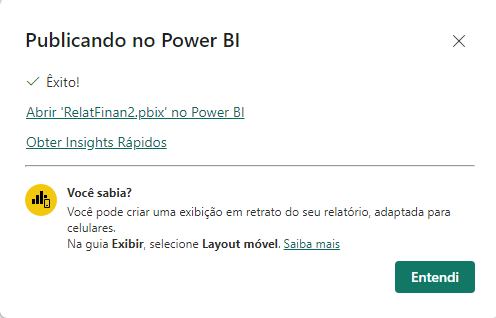 Publicando no Power BI
Êxito!
Abrir 'RelatFinan2.pbix' no Power BI
Obter Insights Rápidos
Você sabia?
Você pode criar uma exibição em retrato do seu relatório, adaptada para
celulares.
Na guia Exibir, selecione Layout móvel. Saiba mais
Entendi